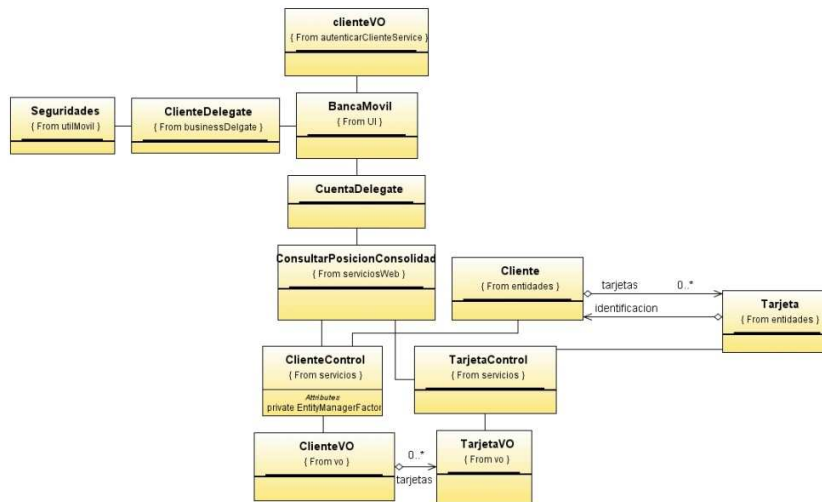 clienteVO
{ From autenticarClienteService }
Seguridades
{ From utilMovil }
ClienteDelegate
{ From businessDelgate }
BancaMovil
{ From UI }
CuentaDelegate
ConsultarPosicionConsolidad
{ From serviciosWeb }
Cliente
{ From entidades }
tarjetas
0..*
identificacion
Tarjeta
{ From entidades }
ClienteControl
{ From servicios }
Attributes
private EntityManagerFactor
TarjetaControl
{ From servicios }
ClienteVO
{ From vo }
0..*
tarjetas
TarjetaVO
{ From vo }